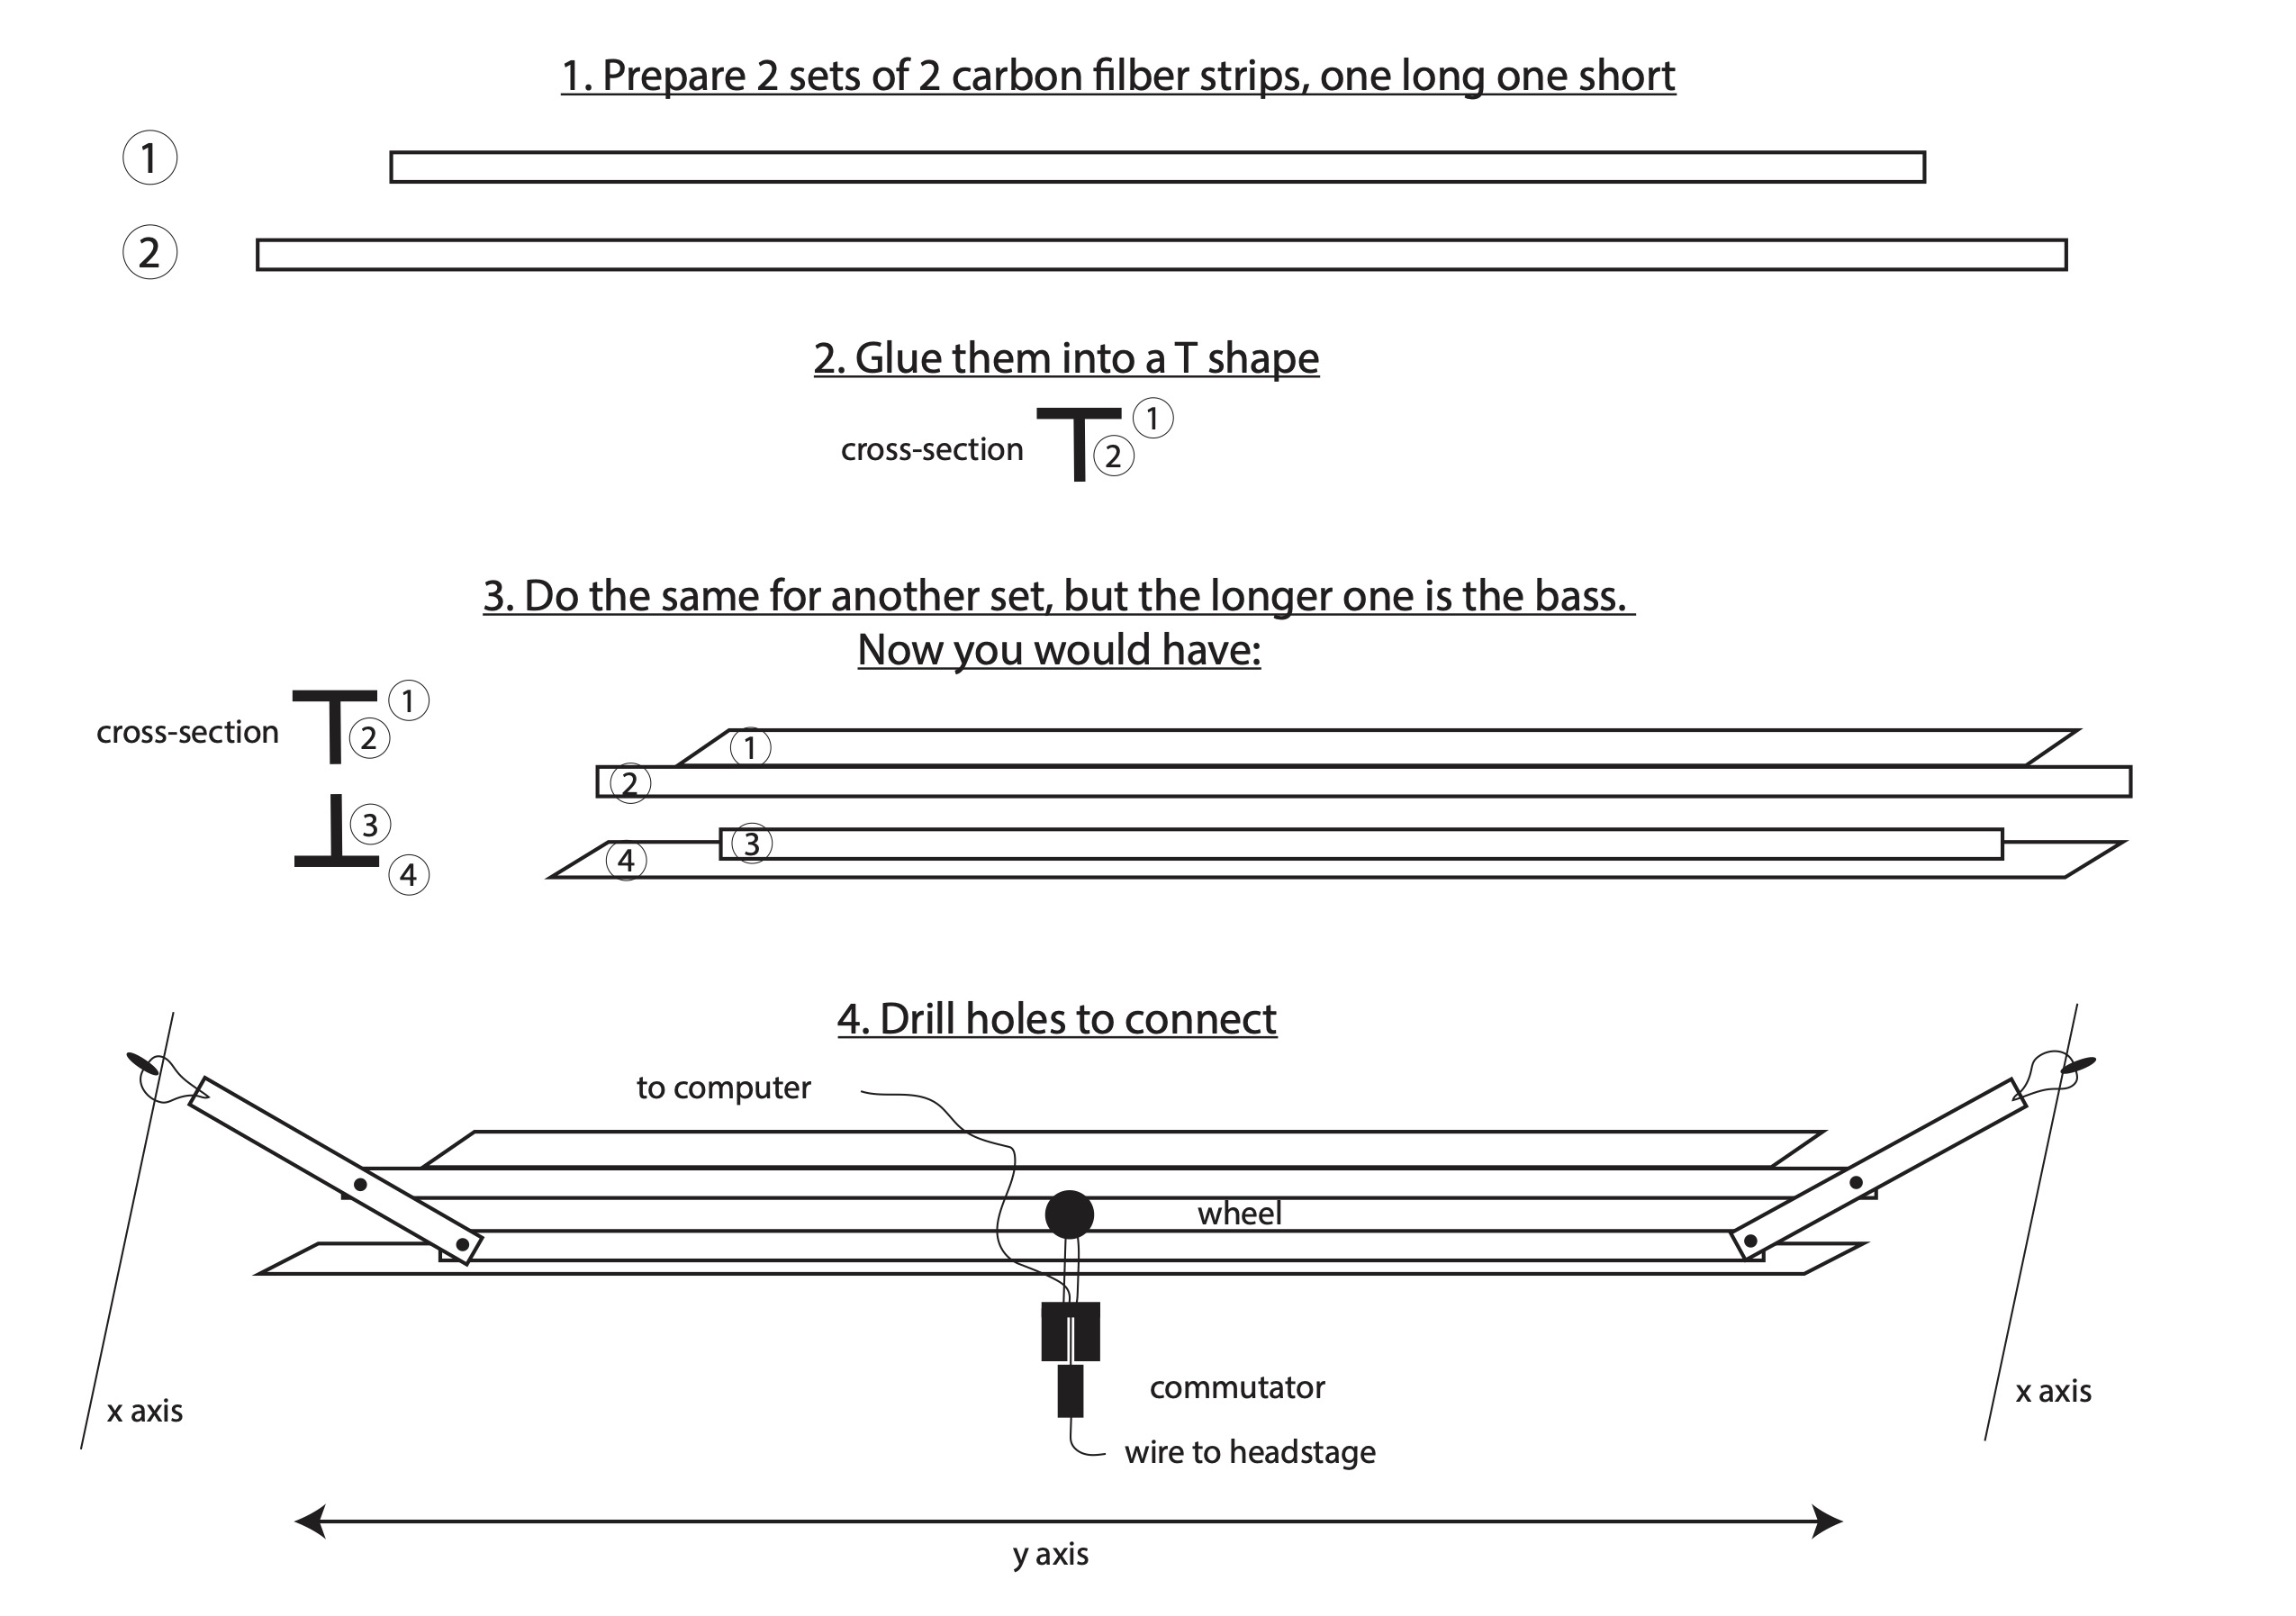 1. Prepare 2 sets of 2 carbon filber strips, one long one short
1
2
2. Glue them into a T shape
cross-section
1
2
3. Do the same for another set, but the longer one is the bass.
Now you would have:
cross-section
1
2
3
4
1
2
3
4
4. Drill holes to connect
to computer
wheel
commutator
x axis
x axis
wire to headstage
y axis